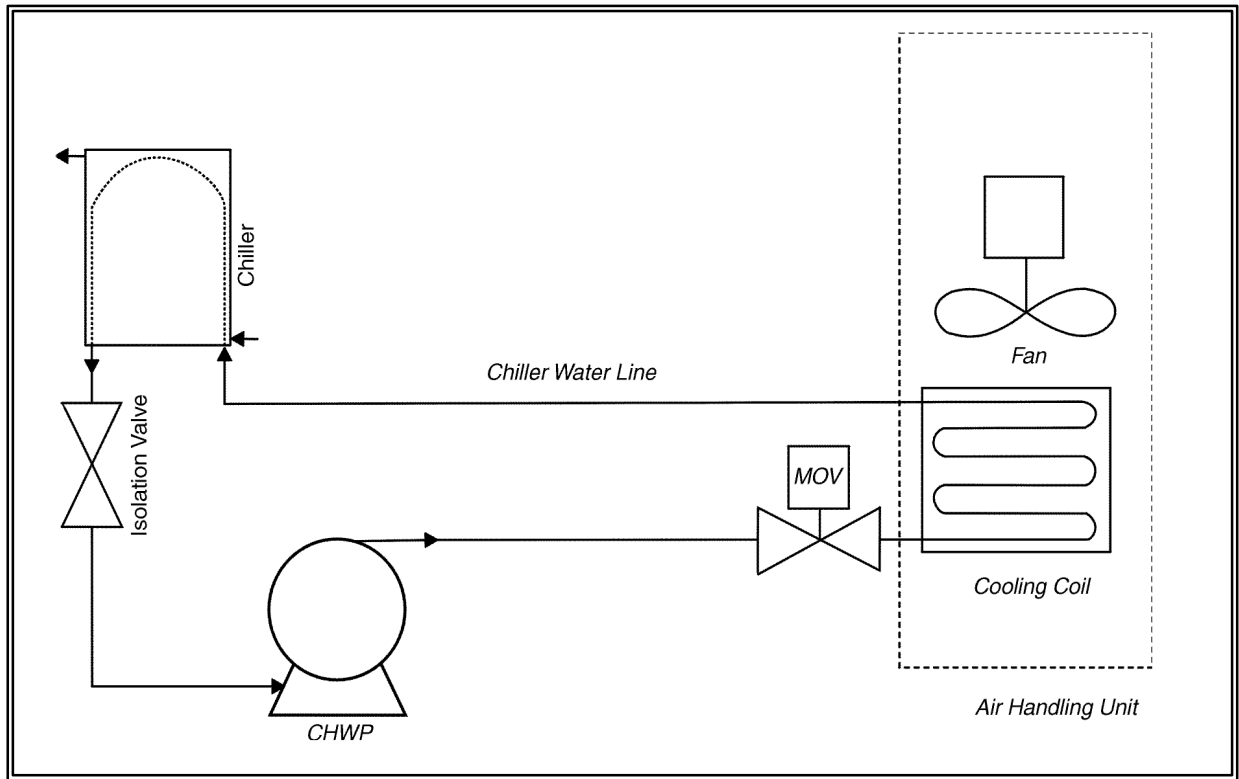 Chiller
Fan
Chiller Water Line
Isolation Valve
MOV
Cooling Coil
Air Handling Unit
CHWP